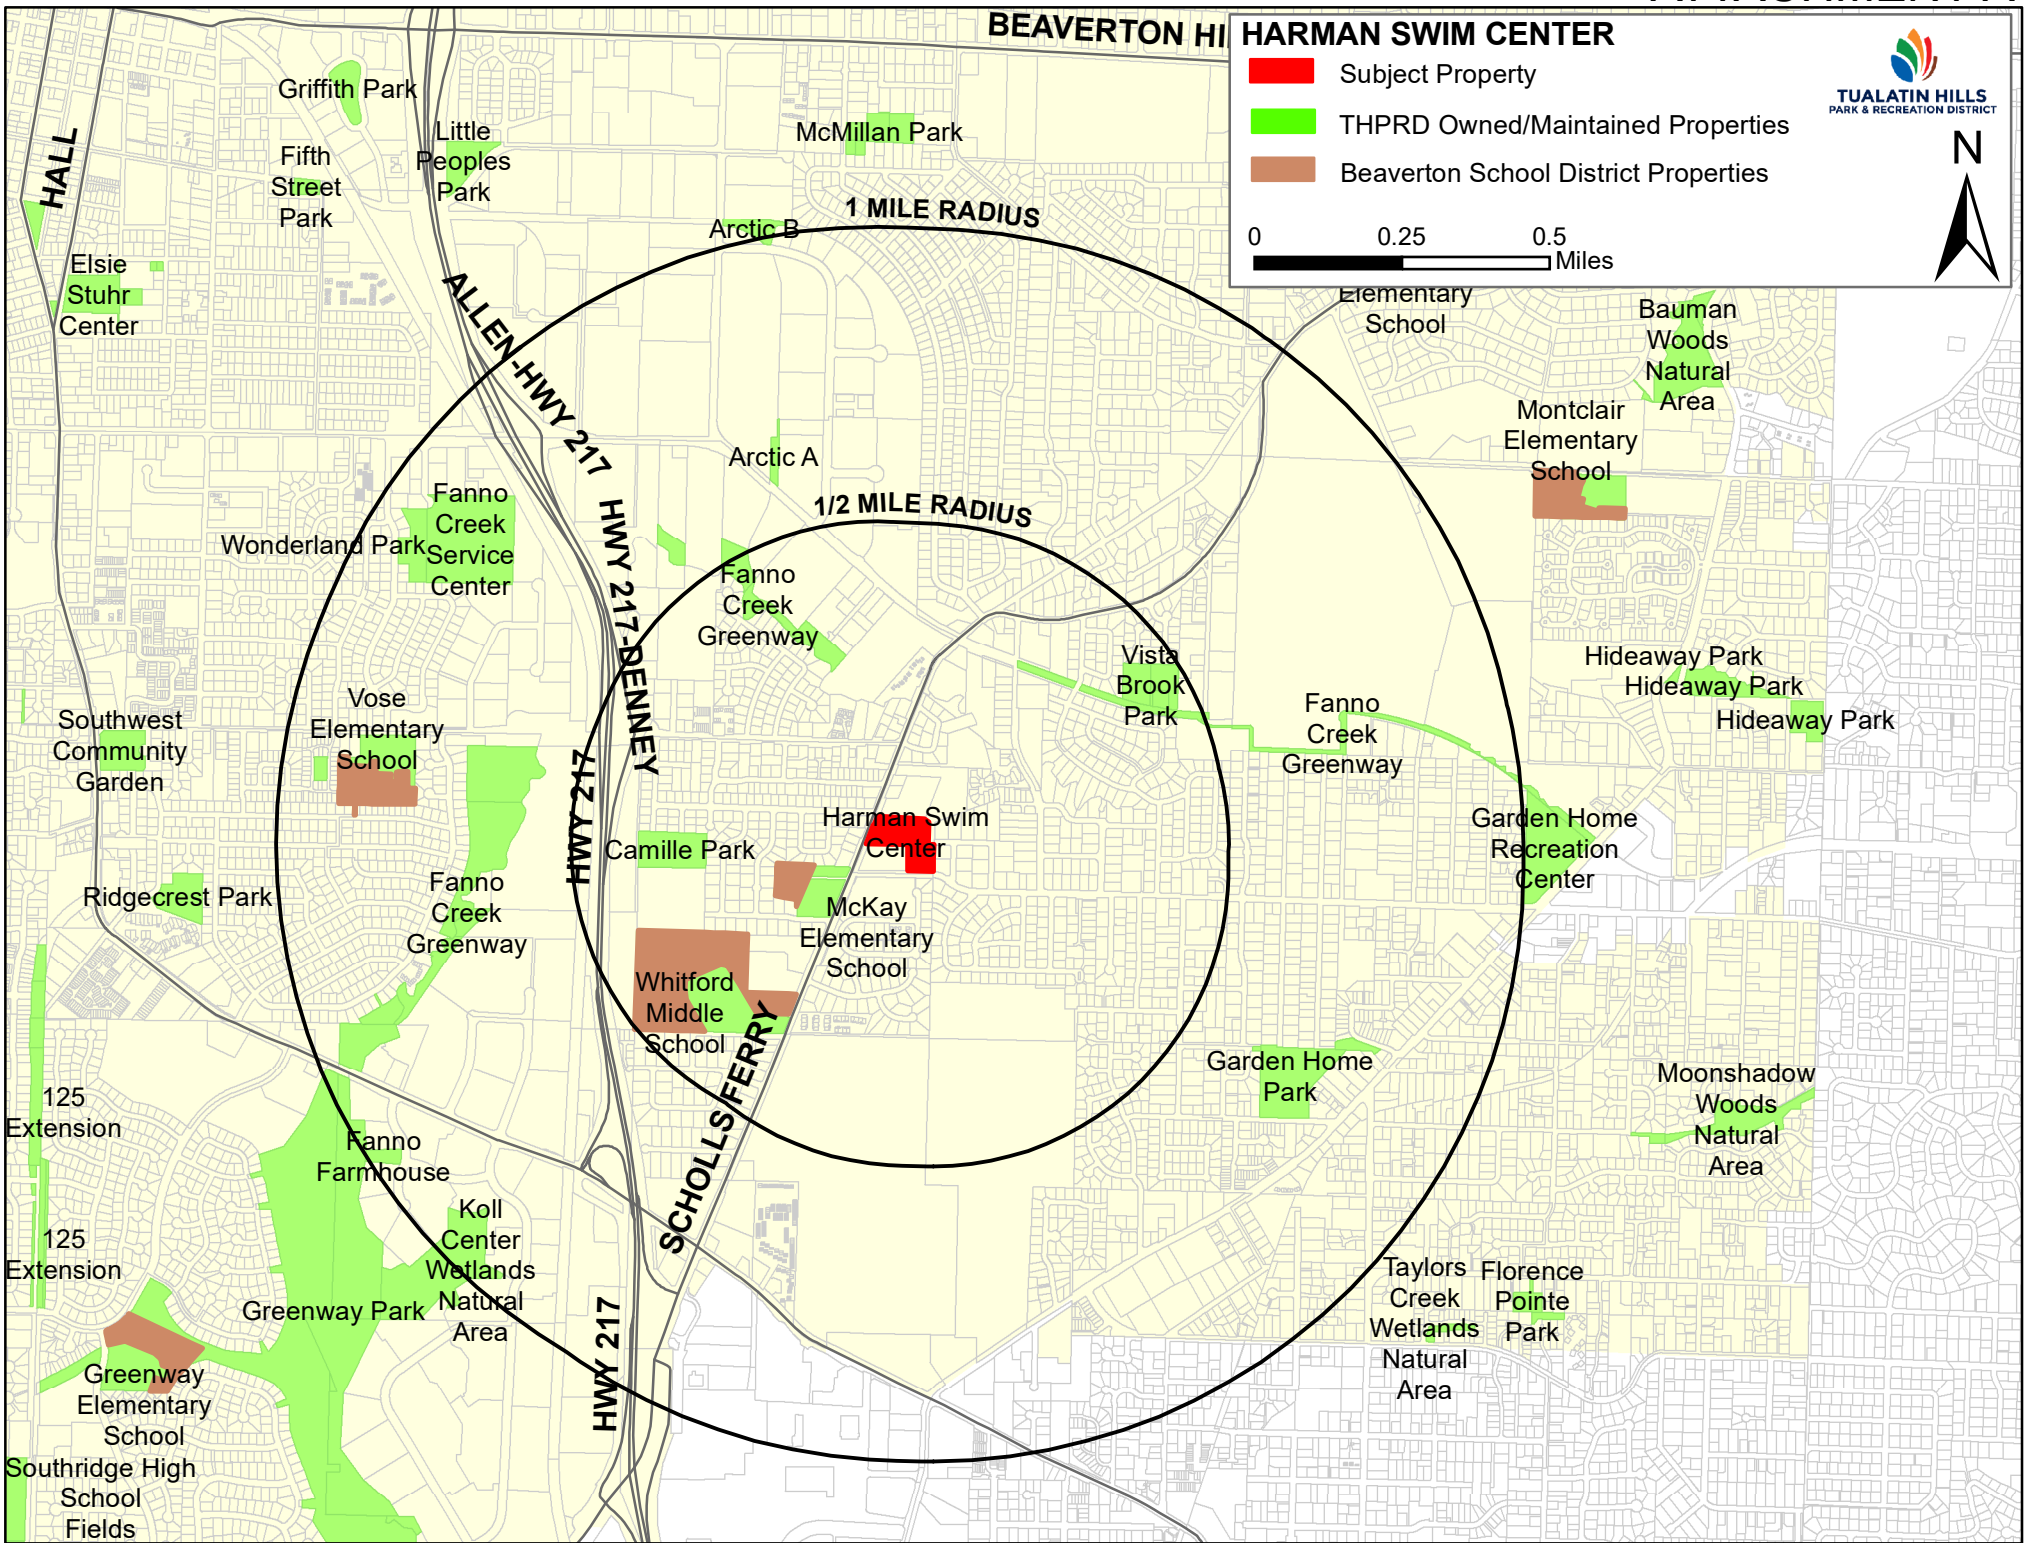 BEAVERTON HI
HARMAN SWIM CENTER
Subject Property
THPRD Owned/Maintained Properties
Beaverton School District Properties
0 0.25 0.5
Miles
TUALATIN HILLS
PARK & RECREATION DISTRICT
N
Griffith Park
Little
Peoples
Park
McMillan Park
HALL
Fifth
Street
Park
1 MILE RADIUS
Arctic B
Elsie
Stuhr
Center
ALLEN-HWY 217
Elementary
School
Bauman
Woods
Natural
Area
Montclair
Elementary
School
Arctic A
Fanno
Creek
Service
Center
Wonderland Park
1/2 MILE RADIUS
HWY 217-DENNEY
Fanno
Creek
Greenway
Vista
Brook
Park
Hideaway Park
Hideaway Park
Hideaway Park
Fanno
Creek
Greenway
Vose
Elementary
School
Southwest
Community
Garden
HWY 217
Harman Swim
Center
Camille Park
Garden Home
Recreation
Center
Ridgecrest Park
Fanno
Creek
Greenway
McKay
Elementary
School
Whitford
Middle
School
SCHOLLS FERRY
Garden Home
Park
Moonshadow
Woods
Natural
Area
125
Extension
Fanno
Farmhouse
Koll
Center
Wetlands
Natural
Area
125
Extension
Greenway Park
Taylors
Creek
Wetlands
Natural
Area
Florence
Pointe
Park
HWY 217
Greenway
Elementary
School
Southridge High
School
Fields